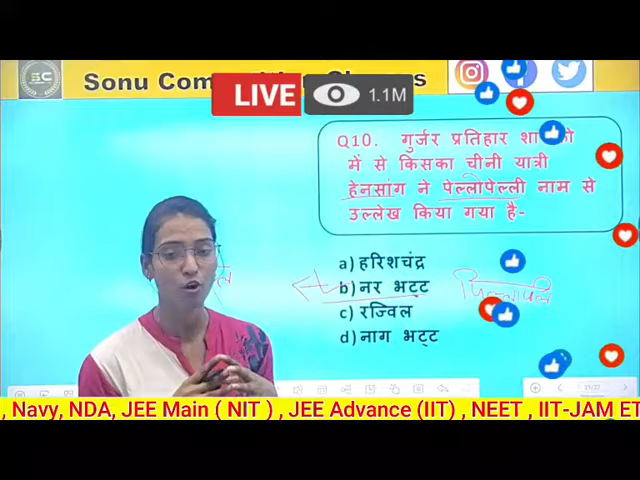 SC
Sonu
LIVE
1.1M
Q10. गुर्जर प्रतिहार
में से किसका चीनी यात्री
हेनसांग ने पेल्लोपेल्ली नाम से
उल्लेख किया गया है-
a) हरिशचंद्र
b) नर भट्ट
c) रज्विल
d) नाग भट्ट
, Navy, NDA, JEE Main ( NIT ) , JEE Advance (IIT) , NEET , IIT-JAM ET